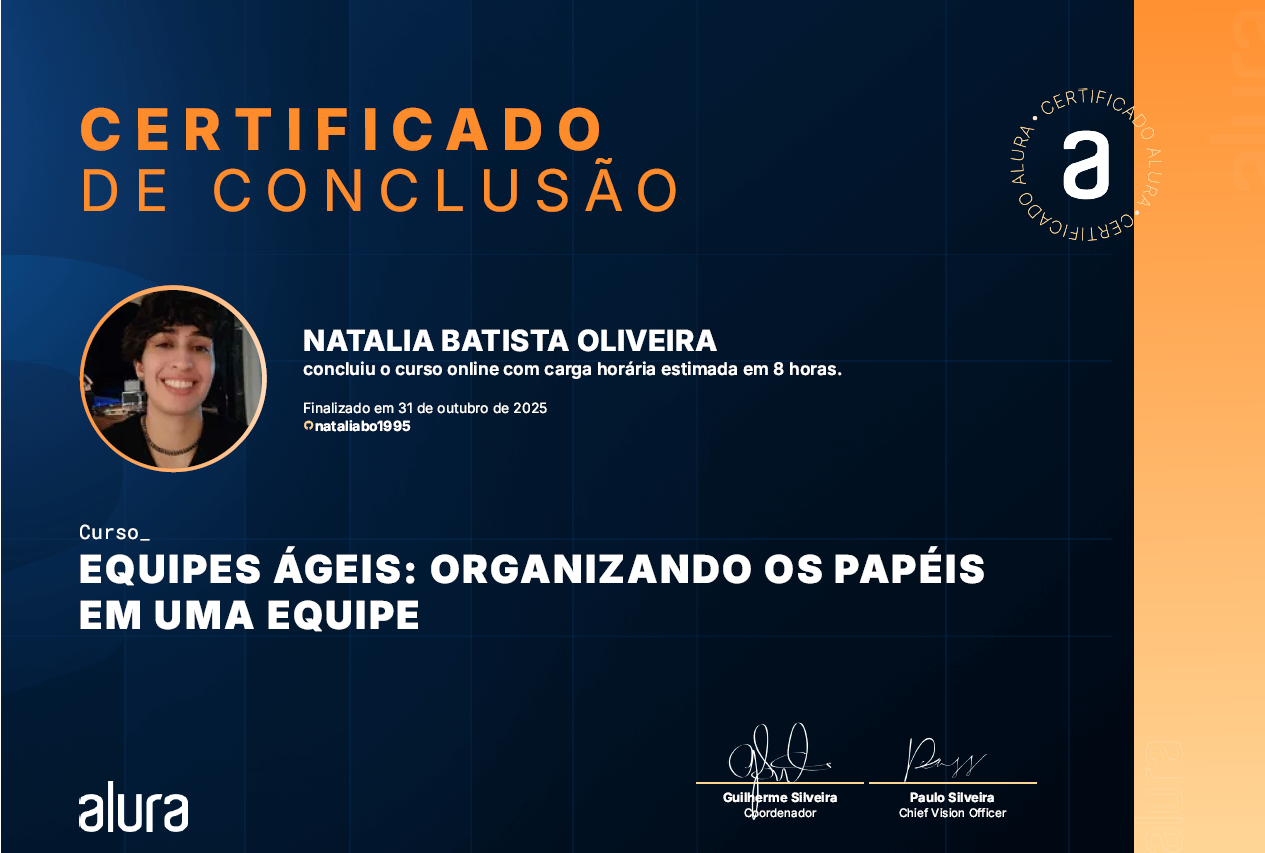 CERTIFICADO
DE CONCLUSÃO
CERTIFICADO ALURA • CERTIFICADO ALURA •
a
NATALIA BATISTA OLIVEIRA
concluiu o curso online com carga horária estimada em 8 horas.
Finalizado em 31 de outubro de 2025
nataliabo1995
Curso_
EQUIPES ÁGEIS: ORGANIZANDO OS PAPÉIS
EM UMA EQUIPE
Guilherme Silveira
Coordenador
Paulo Silveira
Chief Vision Officer
alura
alura
alura